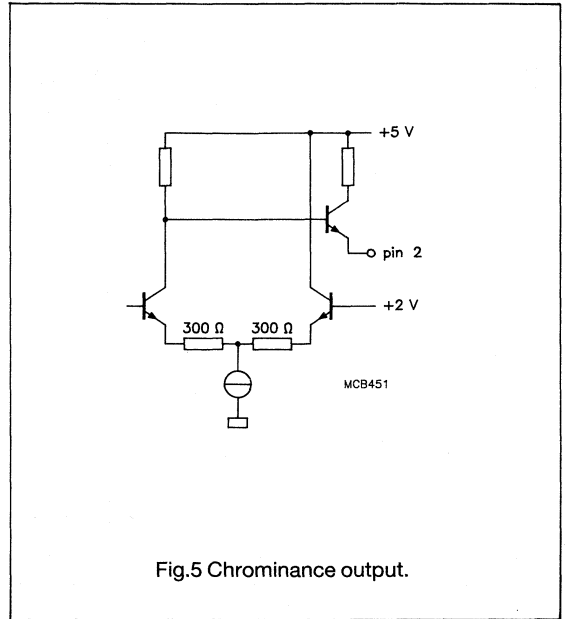 +5 V
pin 2
+2 V
300 Ω 300 Ω
MCB451
Fig.5 Chrominance output.